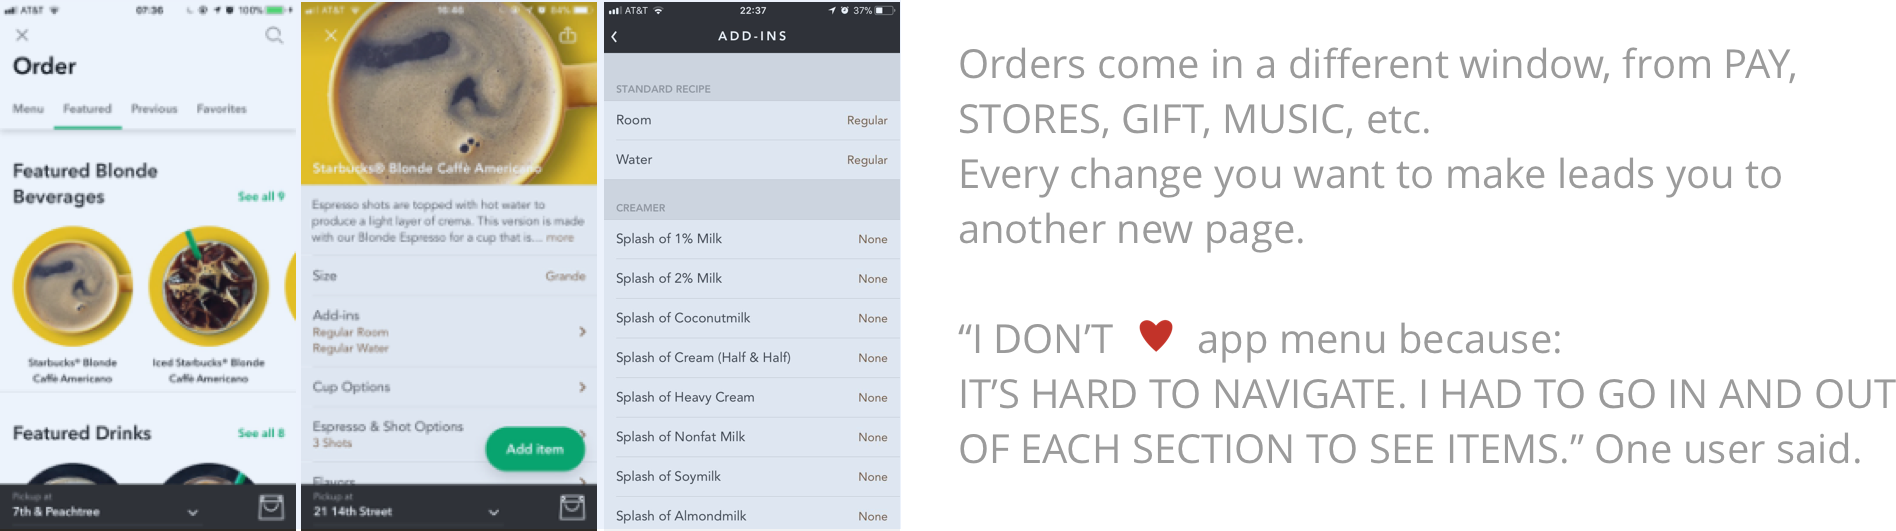 AT&T 07:36 100%
Order
Menu Featured Previous Favorites
Featured Blonde
Beverages
See all 9
Starbucks® Blonde
Caffè Americano
Iced Starbucks® Blonde
Caffè Americano
Featured Drinks See all 8
Pickup at
7th & Peachtree
AT&T 16:46 84%
Starbucks® Blonde Caffè Americano
Espresso shots are topped with hot water to
produce a light layer of crema. This version is made
with our Blonde Espresso for a cup that is... more
Size Grande
Add-ins
Regular Room
Regular Water
Cup Options
Espresso & Shot Options
3 Shots
Add item
Flavors
Pickup at
21 14th Street
AT&T 22:37 37%
ADD-INS
STANDARD RECIPE
Room Regular
Water Regular
CREAMER
Splash of 1% Milk None
Splash of 2% Milk None
Splash of Coconutmilk None
Splash of Cream (Half & Half) None
Splash of Heavy Cream None
Splash of Nonfat Milk None
Splash of Soymilk None
Splash of Almondmilk None
Orders come in a different window, from PAY,
STORES, GIFT, MUSIC, etc.
Every change you want to make leads you to
another new page.
“I DON’T ♥ app menu because:
IT’S HARD TO NAVIGATE. I HAD TO GO IN AND OUT
OF EACH SECTION TO SEE ITEMS.” One user said.